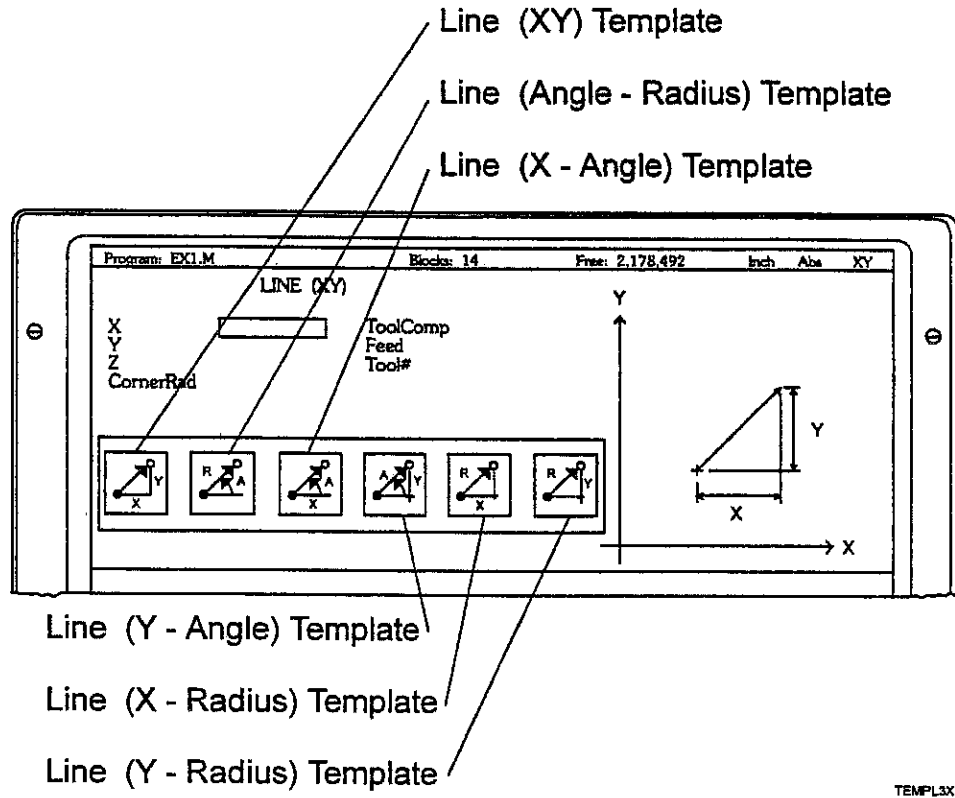 Line (XY) Template
Line (Angle - Radius) Template
Line (X - Angle) Template
Program: EX1.M Blocks: 14 Free: 2,178,492 Inch Abs XY
LINE (XY)
X ToolComp
Y Feed
Z Tool#
CornerRad
Y
Y
X
X
Y X
R A
A X
A Y
R X
R Y
Line (Y - Angle) Template
Line (X - Radius) Template
Line (Y - Radius) Template
TEMPL3X